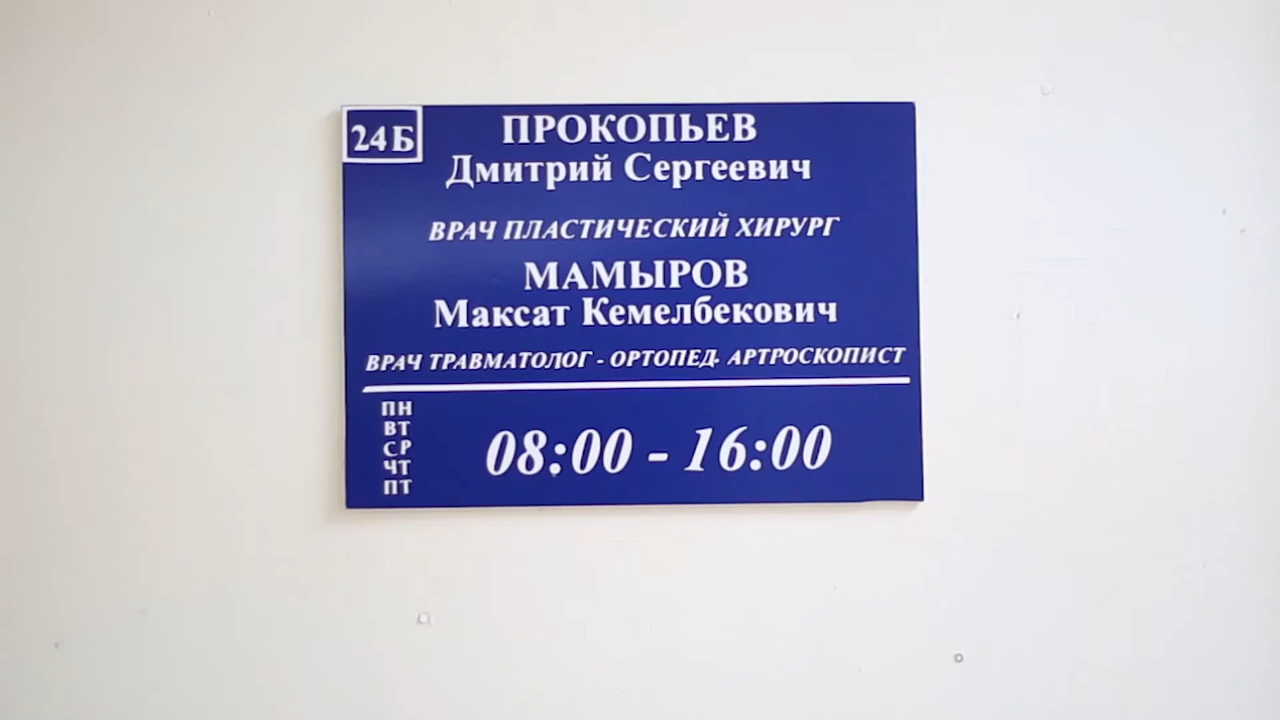 24Б
ПРОКОПЬЕВ
Дмитрий Сергеевич
ВРАЧ ПЛАСТИЧЕСКИЙ ХИРУРГ
МАМЫРОВ
Максат Кемелбекович
ВРАЧ ТРАВМАТОЛОГ - ОРТОПЕД. АРТРОСКОПИСТ
ПН
ВТ
СР
ЧТ
ПТ
08:00 - 16:00